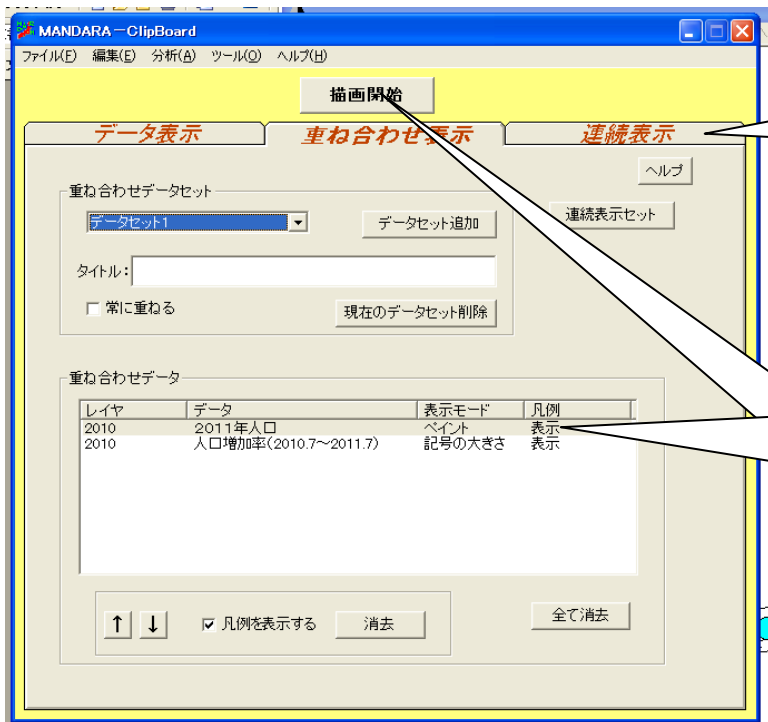 MANDARA－ClipBoard
ファイル(F) 編集(E) 分析(A) ツール(O) ヘルプ(H)
描画開始
データ表示 重ね合わせ表示 連続表示
ヘルプ
重ね合わせデータセット
データセット1 データセット追加 連続表示セット
タイトル：
常に重ねる 現在のデータセット削除
重ね合わせデータ
レイヤ データ 表示モード 凡例
2010 2011年人口 ペイント 表示
2010 人口増加率(2010.7～2011.7) 記号の大きさ 表示
↑ ↓ 凡例を表示する 消去 全て消去